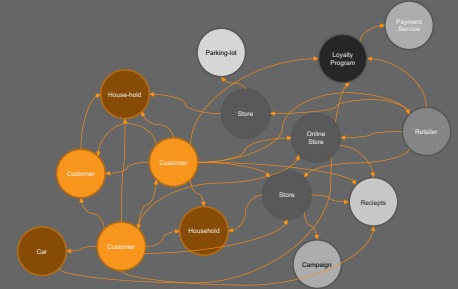 Payment
Service
Parking-lot
Loyalty
Program
House-hold
Store
Online
Store
Retailer
Customer
Customer
Store
Reciepts
Household
Customer
Car
Campaign